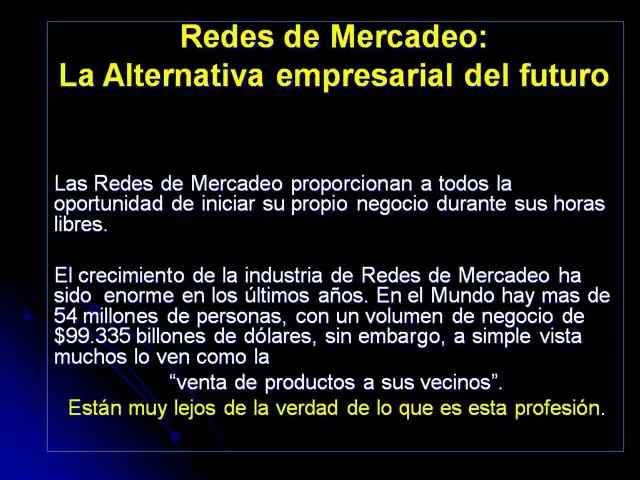 Redes de Mercadeo:
La Alternativa empresarial del futuro
Las Redes de Mercadeo proporcionan a todos la
oportunidad de iniciar su propio negocio durante sus horas
libres.
El crecimiento de la industria de Redes de Mercadeo ha
sido enorme en los últimos años. En el Mundo hay mas de
54 millones de personas, con un volumen de negocio de
$99.335 billones de dólares, sin embargo, a simple vista
muchos lo ven como la
“venta de productos a sus vecinos”.
Están muy lejos de la verdad de lo que es esta profesión.